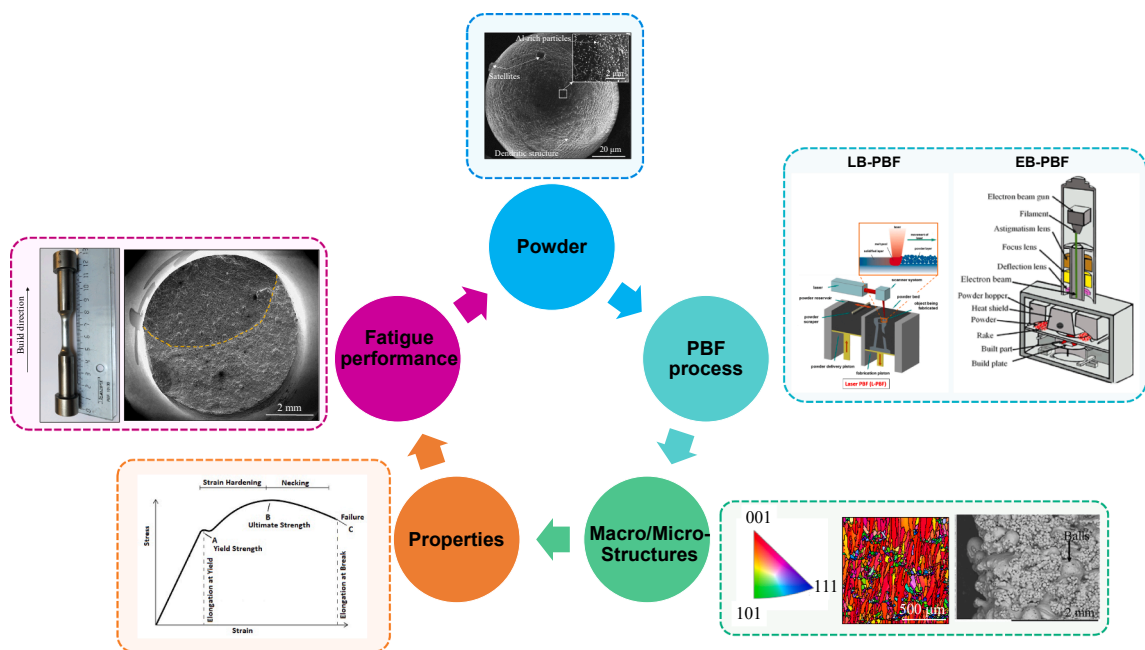 Al-rich particles
2 µm
Satellites
Dendritic structure
20 µm
Powder
LB-PBF
EB-PBF
laser
powder layer
scanner system
laser
powder reservoir
powder bed
object being
fabricated
powder
scraper
powder delivery piston
fabrication piston
Laser PBF (L-PBF)
Electron beam gun
Filament
Astigmatism lens
Focus lens
Deflection lens
Electron beam
Powder hopper
Heat shield
Powder
Rake
Built part
Build plate
PBF
process
Build direction
2 mm
Fatigue
performance
Strain Hardening
Necking
Stress
A
Yield Strength
B
Ultimate Strength
Failure
C
Elongation at Yield
Elongation at Break
Strain
Properties
Macro/Micro-
Structures
001
101
111
500 µm
Balls
2 mm